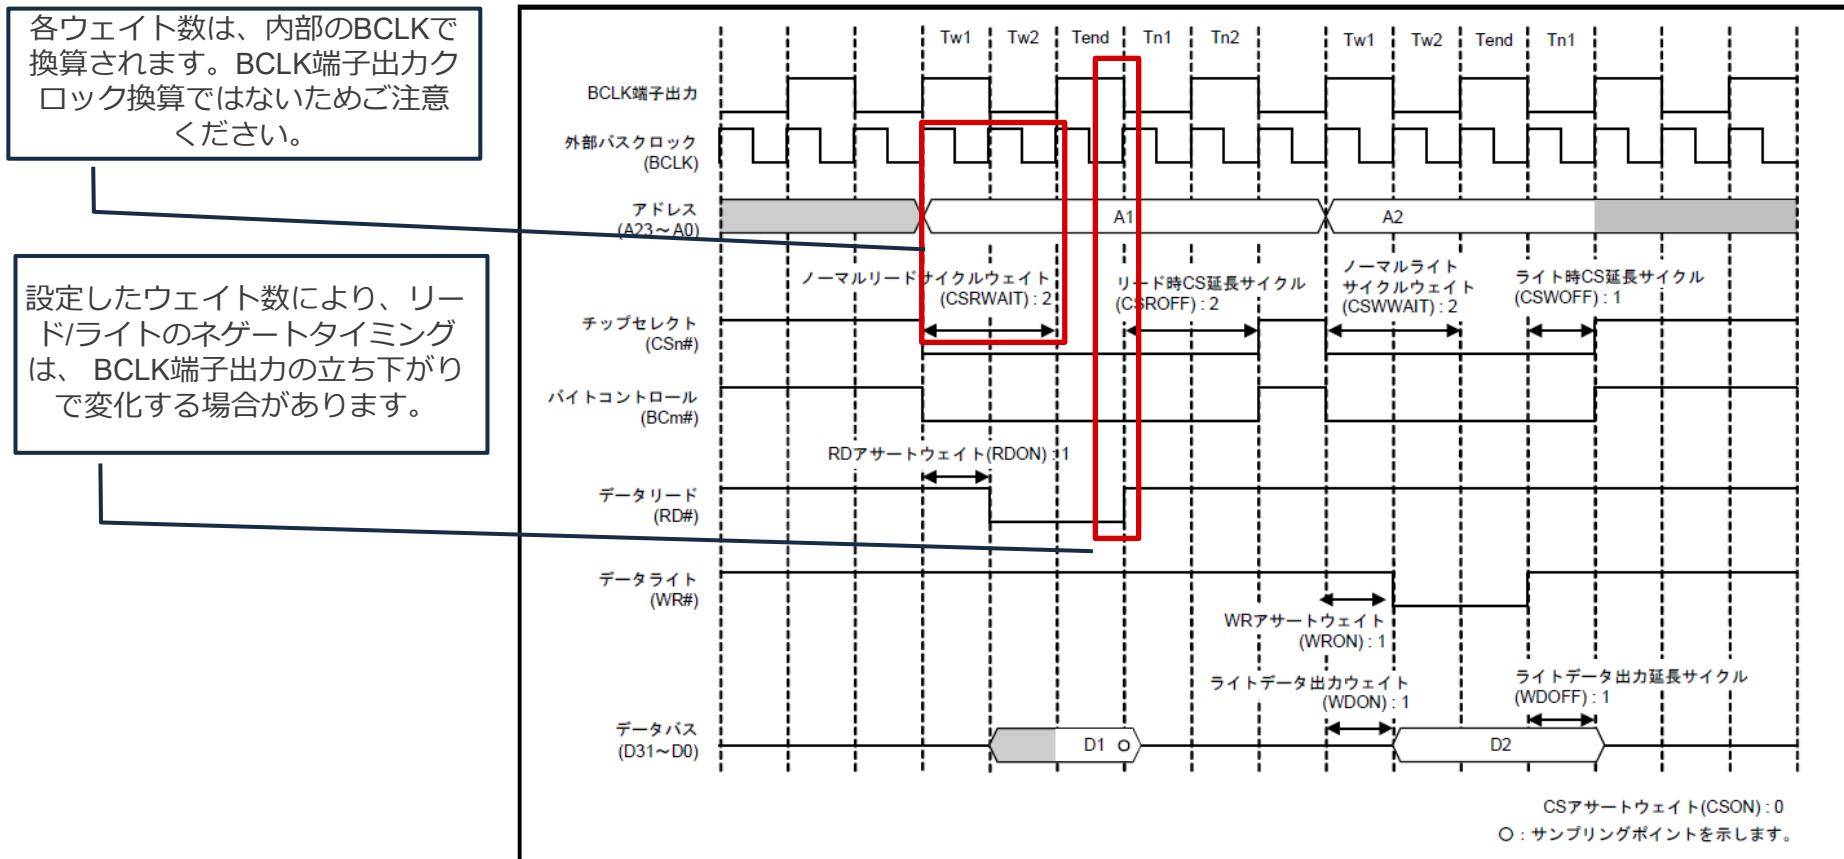 各ウェイト数は、内部のBCLKで
換算されます。BCLK端子出力ク
ロック換算ではないためご注意
ください。
設定したウェイト数により、リー
ド/ライトのネゲートタイミング
は、 BCLK端子出力の立ち下がり
で変化する場合があります。
Tw1 Tw2 Tend Tn1 Tn2 Tw1 Tw2 Tend Tn1
BCLK端子出力
外部バスクロック
(BCLK)
アドレス
(A23～A0)
A1 A2
ノーマルリードサイクルウェイト
(CSRWAIT) : 2
リード時CS延長サイクル
(CSROFF) : 2
ノーマルライト
サイクルウェイト
(CSWWAIT) : 2
ライト時CS延長サイクル
(CSWOFF) : 1
チップセレクト
(CSn#)
バイトコントロール
(BCm#)
RDアサートウェイト(RDON) : 1
データリード
(RD#)
データライト
(WR#)
WRアサートウェイト
(WRON) : 1
ライトデータ出力ウェイト
(WDON) : 1
ライトデータ出力延長サイクル
(WDOFF) : 1
データバス
(D31～D0)
D1 D2
CSアサートウェイト(CSON) : 0
○ : サンプリングポイントを示します。